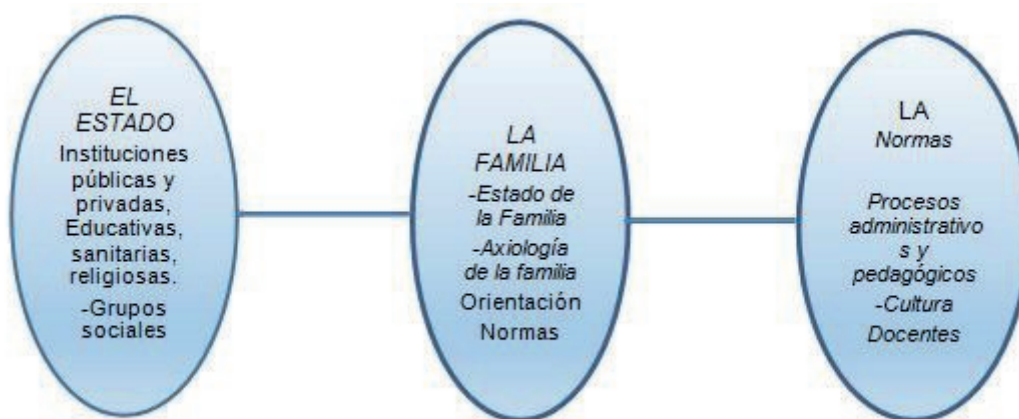 EL
ESTADO
Instituciones
públicas y
privadas,
Educativas,
sanitarias,
religiosas.
-Grupos
sociales
LA
FAMILIA
-Estado de
la Familia
-Axiología
de la familia
Orientación
Normas
LA
Normas
Procesos
administrativo
s y
pedagógicos
-Cultura
Docentes